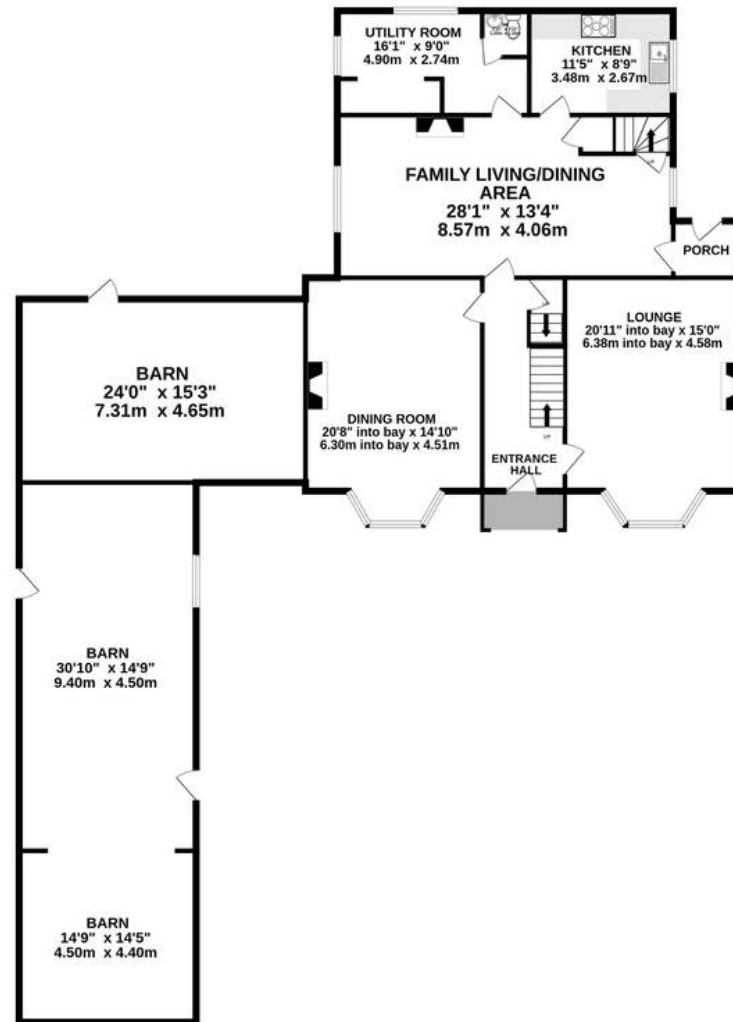 UTILITY ROOM
16'1" x 9'0"
4.90m x 2.74m
KITCHEN
11'5" x 8'9"
3.48m x 2.67m
FAMILY LIVING/DINING
AREA
28'1" x 13'4"
8.57m x 4.06m
UP
PORCH
BARN
24'0" x 15'3"
7.31m x 4.65m
DINING ROOM
20'8" into bay x 14'10"
6.30m into bay x 4.51m
UP
ENTRANCE
HALL
LOUNGE
20'11" into bay x 15'0"
6.38m into bay x 4.58m
BARN
30'10" x 14'9"
9.40m x 4.50m
BARN
14'9" x 14'5"
4.50m x 4.40m